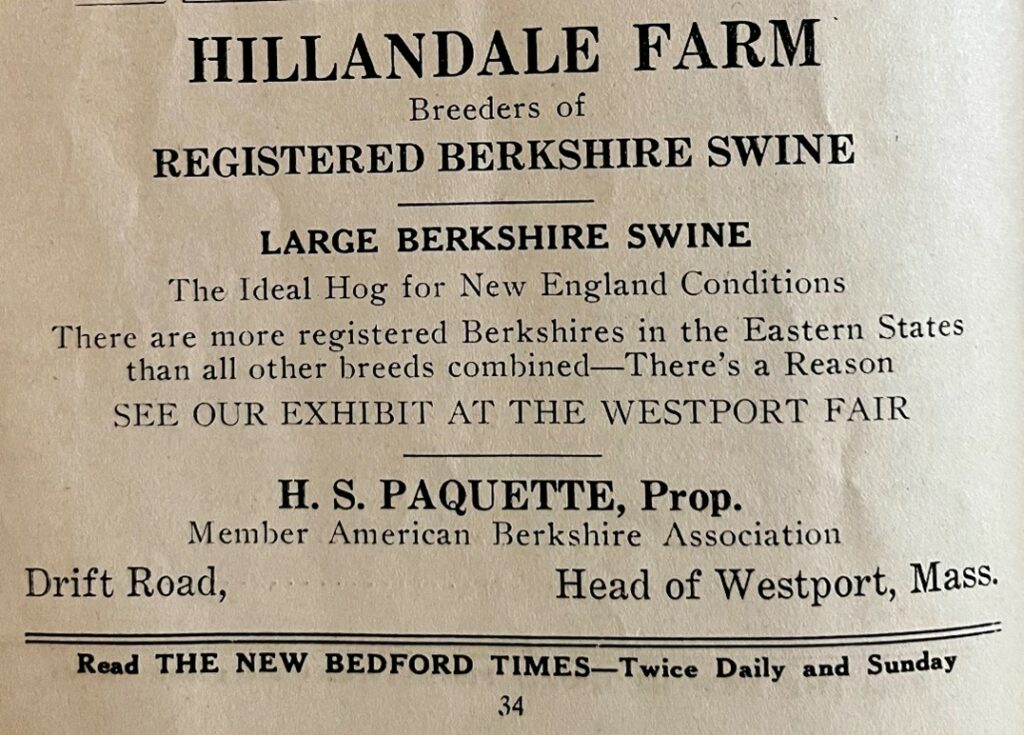 HILLANDALE FARM
Breeders of
REGISTERED BERKSHIRE SWINE
LARGE BERKSHIRE SWINE
The Ideal Hog for New England Conditions
There are more registered Berkshires in the Eastern States
than all other breeds combined—There's a Reason
SEE OUR EXHIBIT AT THE WESTPORT FAIR
H. S. PAQUETTE, Prop.
Member American Berkshire Association
Drift Road, Head of Westport, Mass.
Read THE NEW BEDFORD TIMES—Twice Daily and Sunday
34